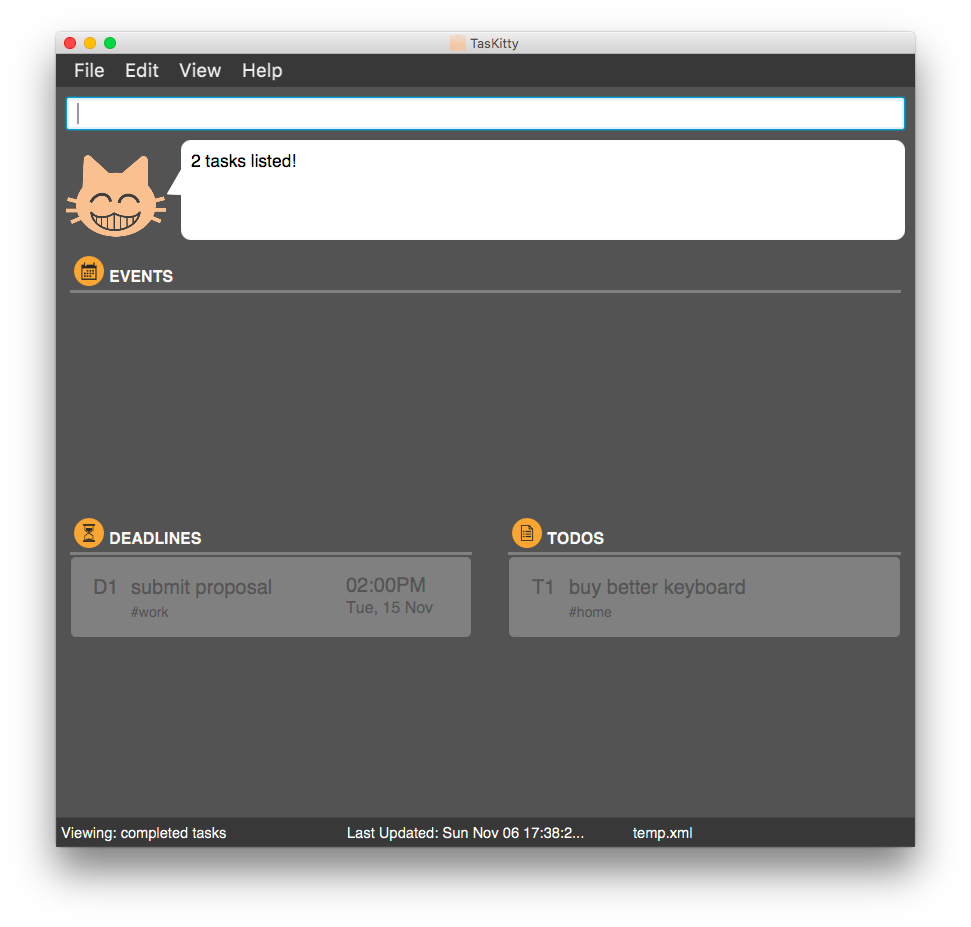 TasKitty
File Edit View Help
2 tasks listed!
EVENTS
DEADLINES
D1 submit proposal 02:00PM
#work Tue, 15 Nov
TODOS
T1 buy better keyboard
#home
Viewing: completed tasks Last Updated: Sun Nov 06 17:38:2... temp.xml